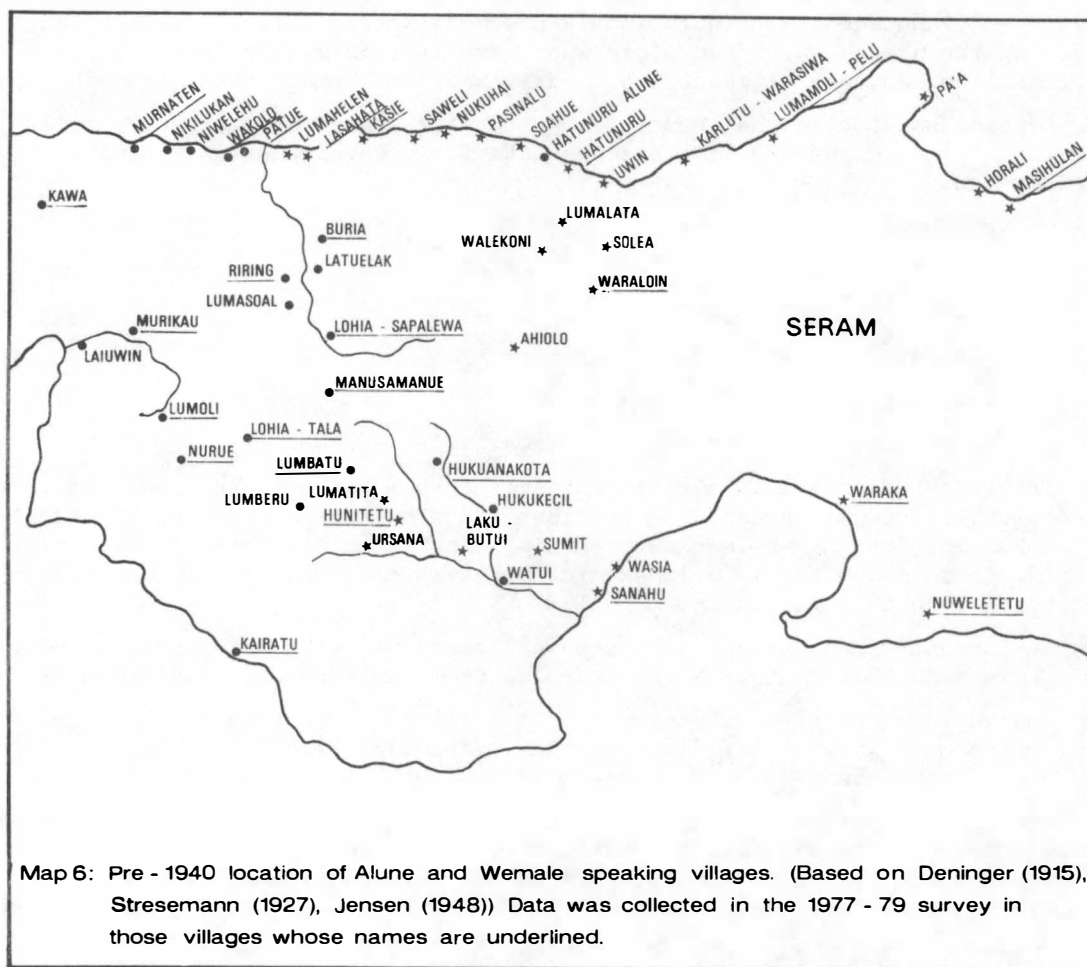 MURNATEN
NIKILUKAN
NIWELEHU
WAKOLO
PATUE
LUMAHELEN
LASAHATA
KASIE
SAWELI
NUKUHAI
PASINALU
SOAHUE
HATUNURU ALUNE
HATUNURU
UWIN
KARLUTU - WARASIWA
LUMAMOLI - PELU
PA'A
HORALI
MASIHULAN
KAWA
BURIA
LATUELAK
RIRING
LUMASOAL
LUMALATA
WALEKONI
SOLEA
WARALOIN
MURIKAU
LAIUWIN
LOHIA - SAPALEWA
AHIOLO
SERAM
MANUSAMANUE
LUMOLI
LOHIA - TALA
NURUE
LUMBATU
HUKUANAKOTA
LUMBERU
LUMATITA
HUKUKECIL
WARAKA
HUNITETU
LAKU -
BUTUI
URSANA
SUMIT
WASIA
WATUI
SANAHU
NUWELETETU
KAIRATU
Map 6: Pre - 1940 location of Alune and Wemale speaking villages. (Based on Deninger (1915),
Stresemann (1927), Jensen (1948)) Data was collected in the 1977 - 79 survey in
those villages whose names are underlined.